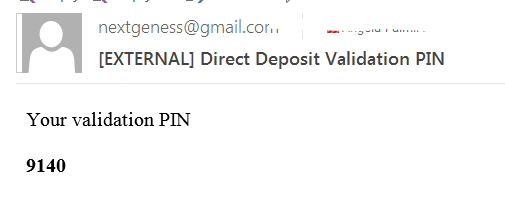 nextgeness@gmail.com
[EXTERNAL] Direct Deposit Validation PIN
Your validation PIN
9140